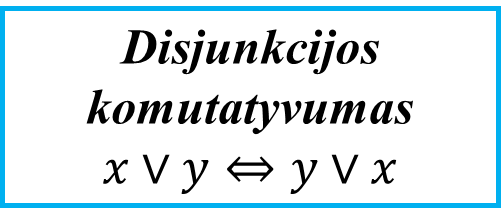 Disjunkcijos
komutatyvumas
x ∨ y ⇔ y ∨ x